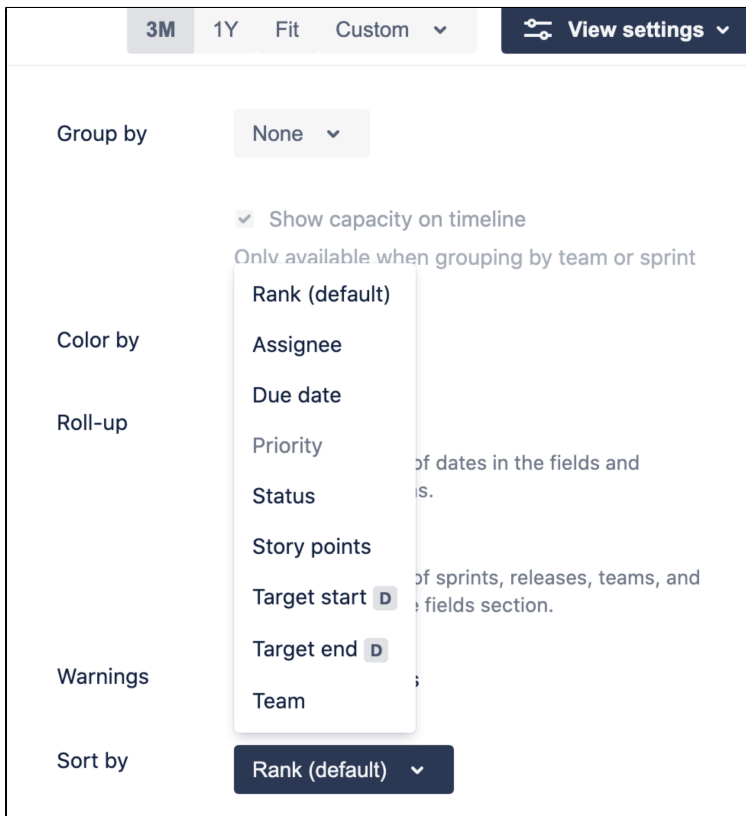 3M 1Y Fit Custom View settings
Group by None
Show capacity on timeline
Only available when grouping by team or sprint
Rank (default)
Color by
Assignee
Due date
Roll-up
Priority
of dates in the fields and
Status
Story points
of sprints, releases, teams, and
Target start D
fields section.
Target end D
Warnings
Team
Sort by Rank (default)